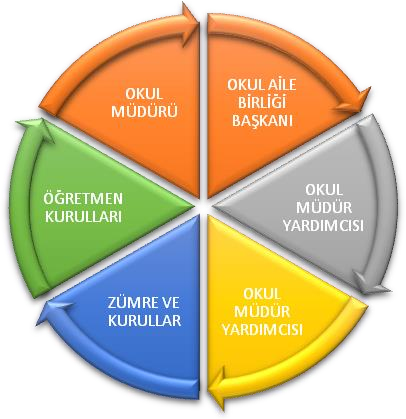 OKUL
MÜDÜRÜ
OKUL AİLE
BİRLİĞİ
BAŞKANI
OKUL
MÜDÜR
YARDIMCISI
OKUL
MÜDÜR
YARDIMCISI
ZÜMRE VE
KURULLAR
ÖĞRETMEN
KURULLARI